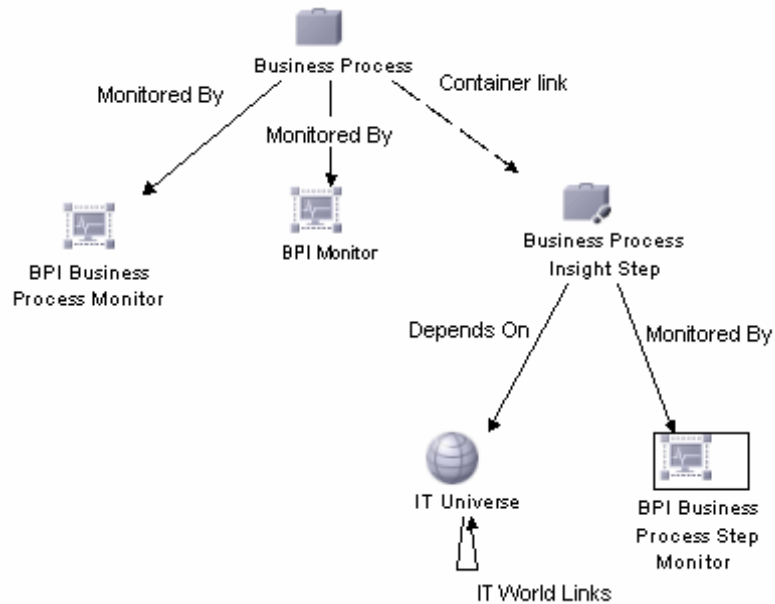 Business Process
Monitored By
Container link
Monitored By
BPI Business
Process Monitor
BPI Monitor
Business Process
Insight Step
Depends On
Monitored By
IT Universe
BPI Business
Process Step
Monitor
IT World Links